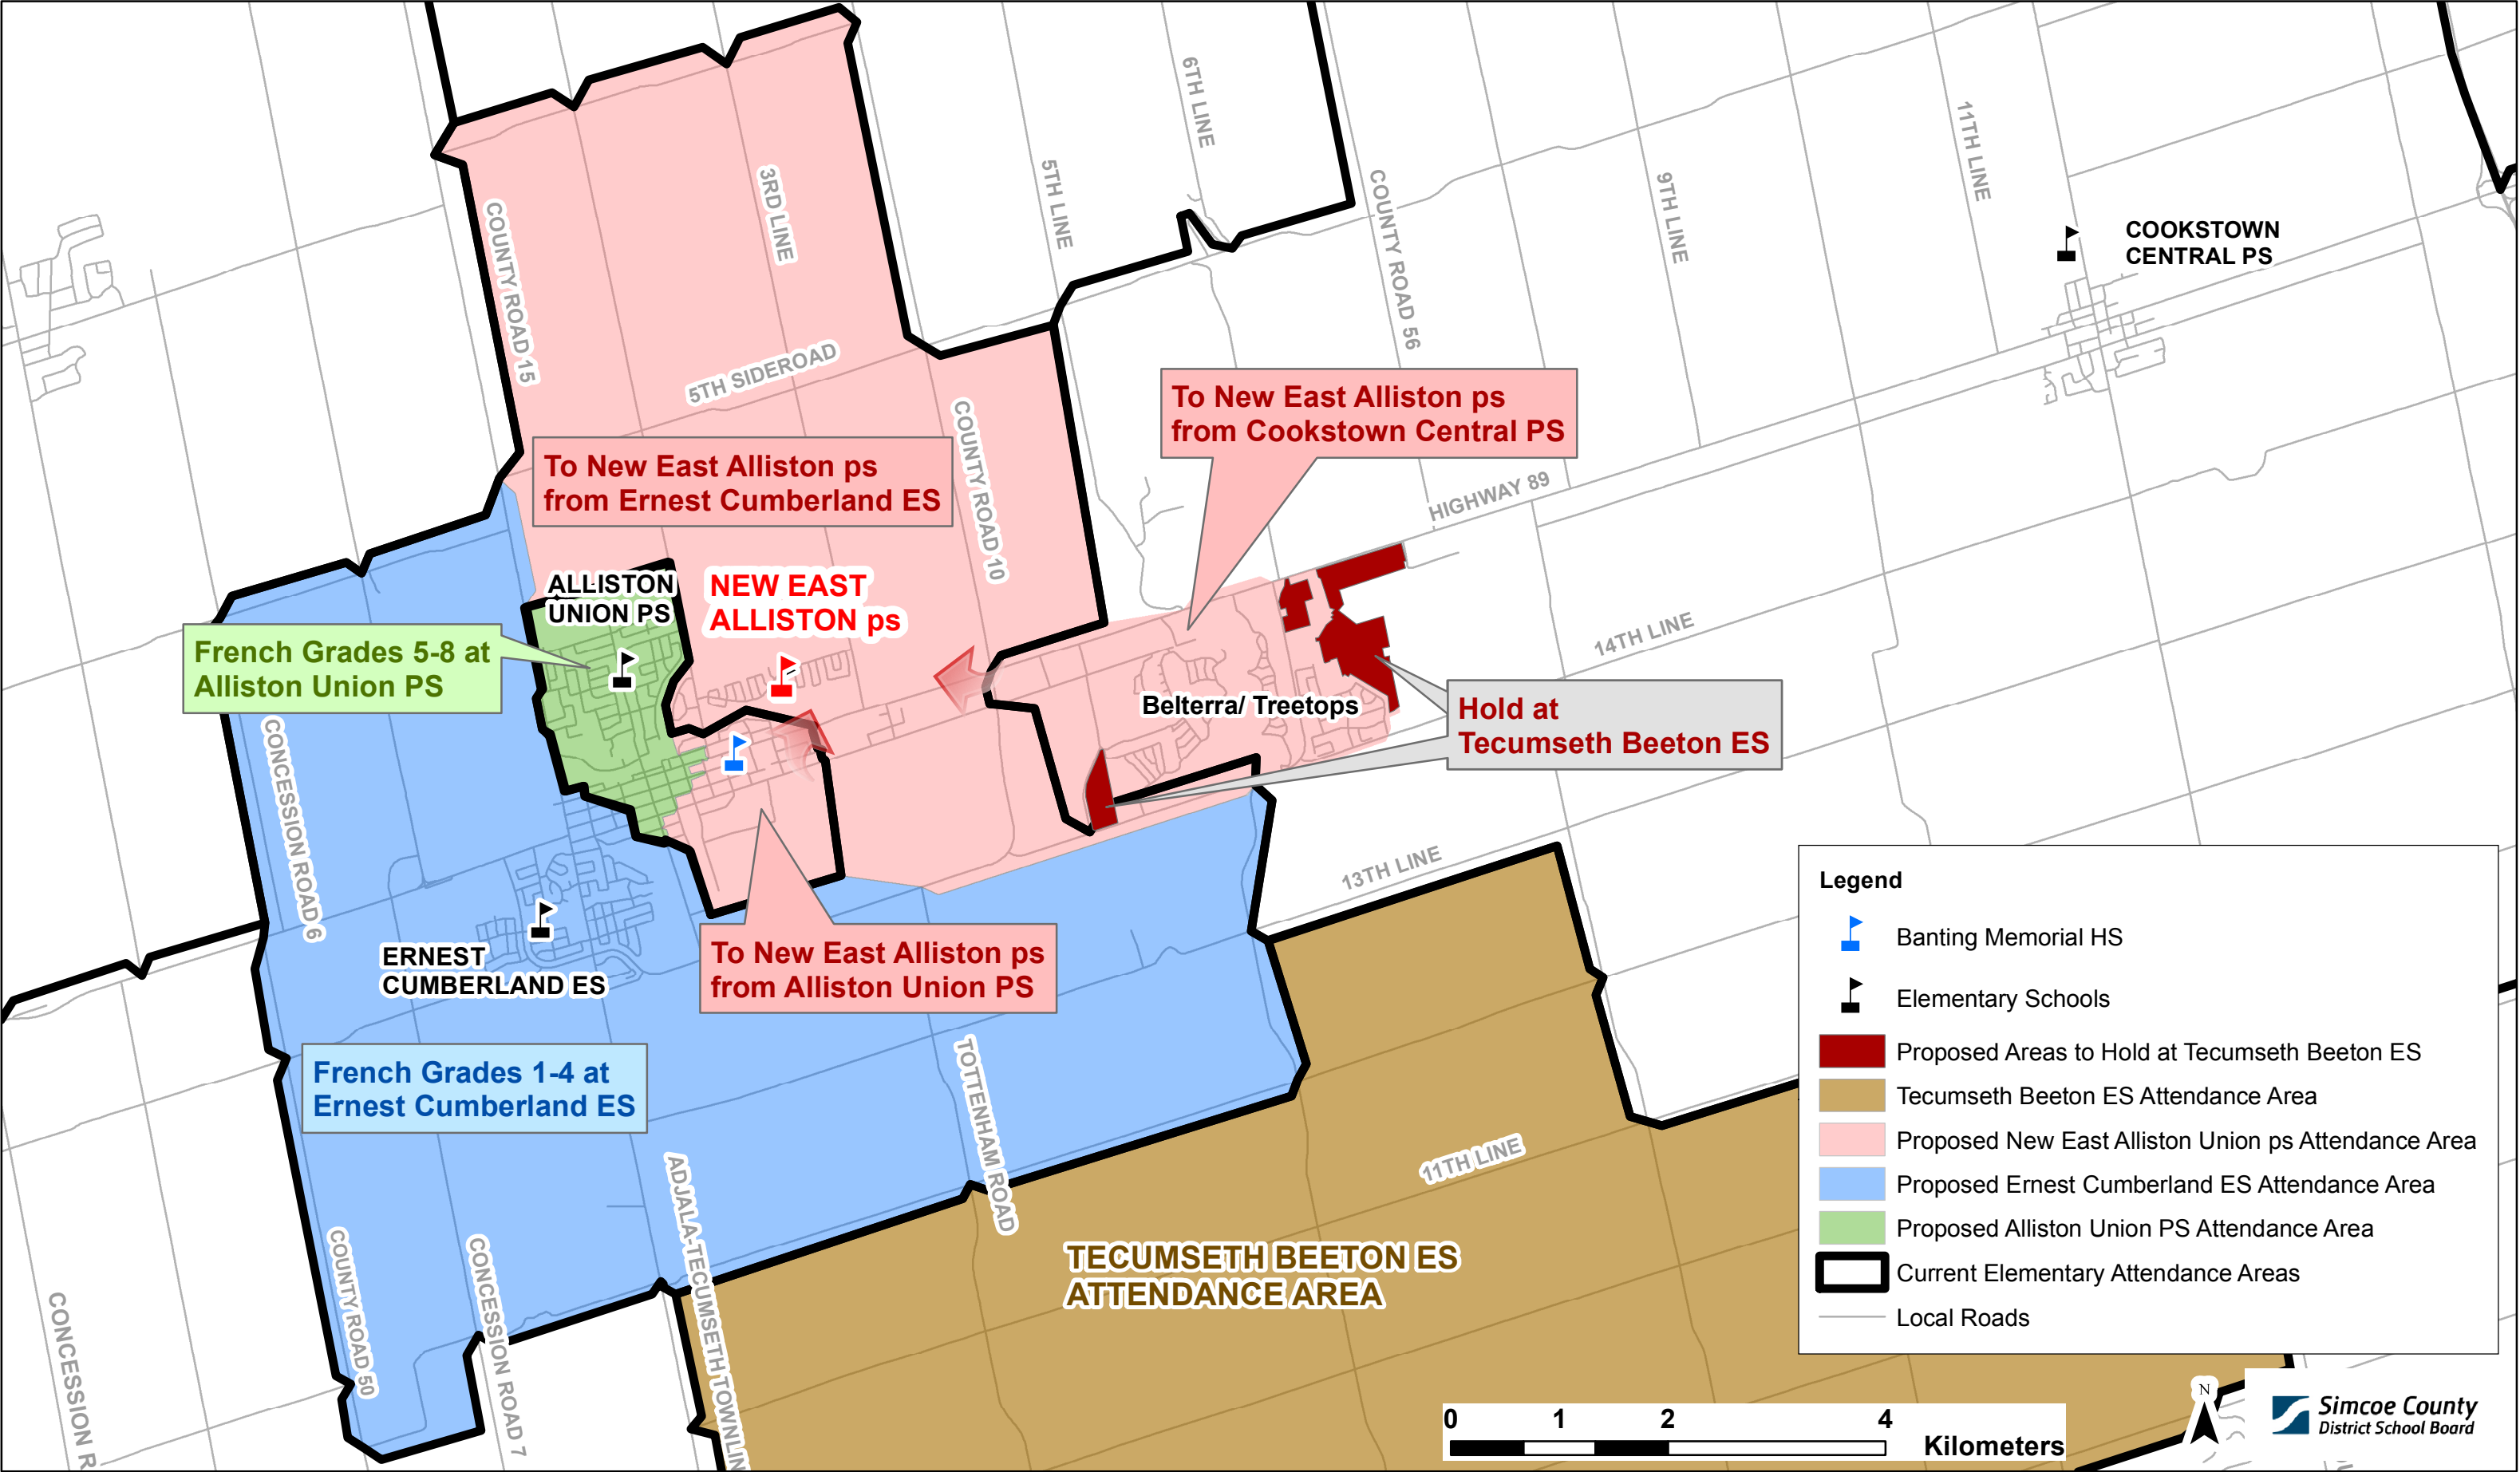 6TH LINE
5TH LINE
3RD LINE
COUNTY ROAD 15
COUNTY ROAD 56
9TH LINE
11TH LINE
COOKSTOWN
CENTRAL PS
5TH SIDEROAD
COUNTY ROAD 10
To New East Alliston ps
from Cookstown Central PS
To New East Alliston ps
from Ernest Cumberland ES
HIGHWAY 89
ALLISTON
UNION PS
NEW EAST
ALLISTON ps
French Grades 5-8 at
Alliston Union PS
14TH LINE
Belterra/ Treetops
Hold at
Tecumseth Beeton ES
CONCESSION ROAD 6
13TH LINE
ERNEST
CUMBERLAND ES
To New East Alliston ps
from Alliston Union PS
French Grades 1-4 at
Ernest Cumberland ES
TOTTENHAM ROAD
11TH LINE
ADJALA-TECUMSETH TOWNLIN
COUNTY ROAD 50
CONCESSION ROAD 7
CONCESSION R
TECUMSETH BEETON ES
ATTENDANCE AREA
Legend
Banting Memorial HS
Elementary Schools
Proposed Areas to Hold at Tecumseth Beeton ES
Tecumseth Beeton ES Attendance Area
Proposed New East Alliston Union ps Attendance Area
Proposed Ernest Cumberland ES Attendance Area
Proposed Alliston Union PS Attendance Area
Current Elementary Attendance Areas
Local Roads
0 1 2 4
Kilometers
N
Simcoe County
District School Board